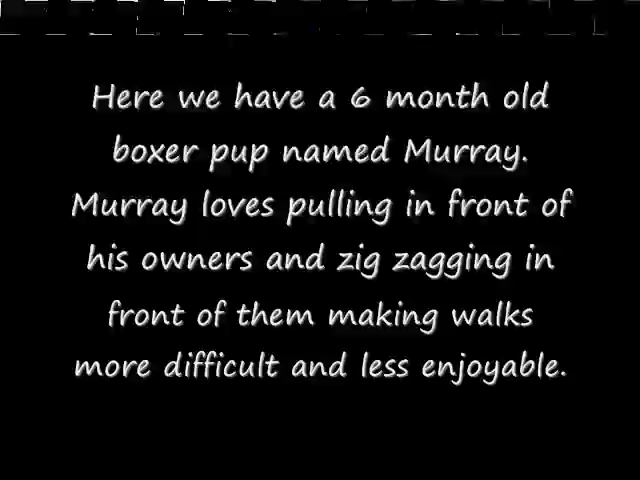 Here we have a 6 month old
boxer pup named Murray.
Murray loves pulling in front of
his owners and zig zagging in
front of them making walks
more difficult and less enjoyable.